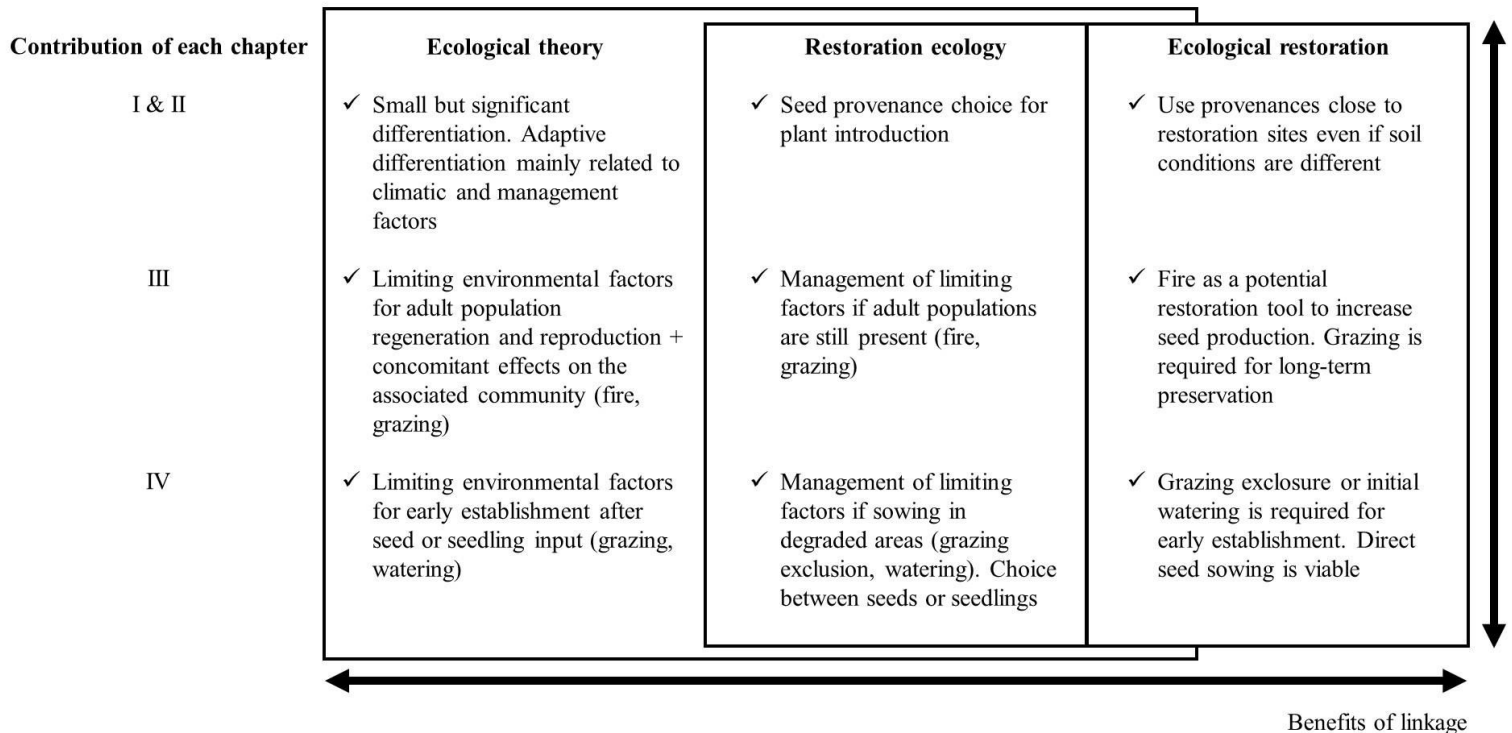 Contribution of each chapter
Ecological theory
Restoration ecology
Ecological restoration
I & II
✓ Small but significant
differentiation. Adaptive
differentiation mainly related to
climatic and management
factors
✓ Seed provenance choice for
plant introduction
✓ Use provenances close to
restoration sites even if soil
conditions are different
III
✓ Limiting environmental factors
for adult population
regeneration and reproduction +
concomitant effects on the
associated community (fire,
grazing)
✓ Management of limiting
factors if adult populations
are still present (fire,
grazing)
✓ Fire as a potential
restoration tool to increase
seed production. Grazing is
required for long-term
preservation
IV
✓ Limiting environmental factors
for early establishment after
seed or seedling input (grazing,
watering)
✓ Management of limiting
factors if sowing in
degraded areas (grazing
exclusion, watering). Choice
between seeds or seedlings
✓ Grazing exclosure or initial
watering is required for
early establishment. Direct
seed sowing is viable
Benefits of linkage